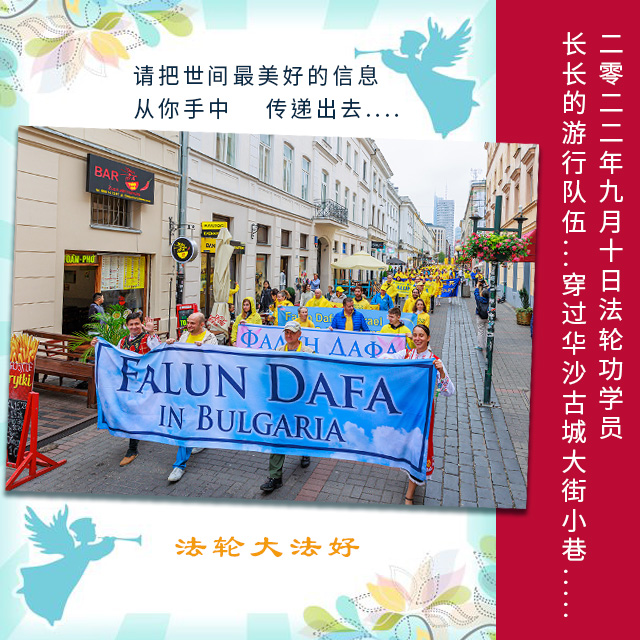 请把世间最美好的信息
从你手中 传递出去....
二零二二年九月十日法轮功学员
长长的游行队伍...穿过华沙古城大街小巷......
BAR
BAR
DOAN-PHO
Falun Dafa
ФАЛУН ДАФА
FALUN DAFA
IN BULGARIA
法轮大法好